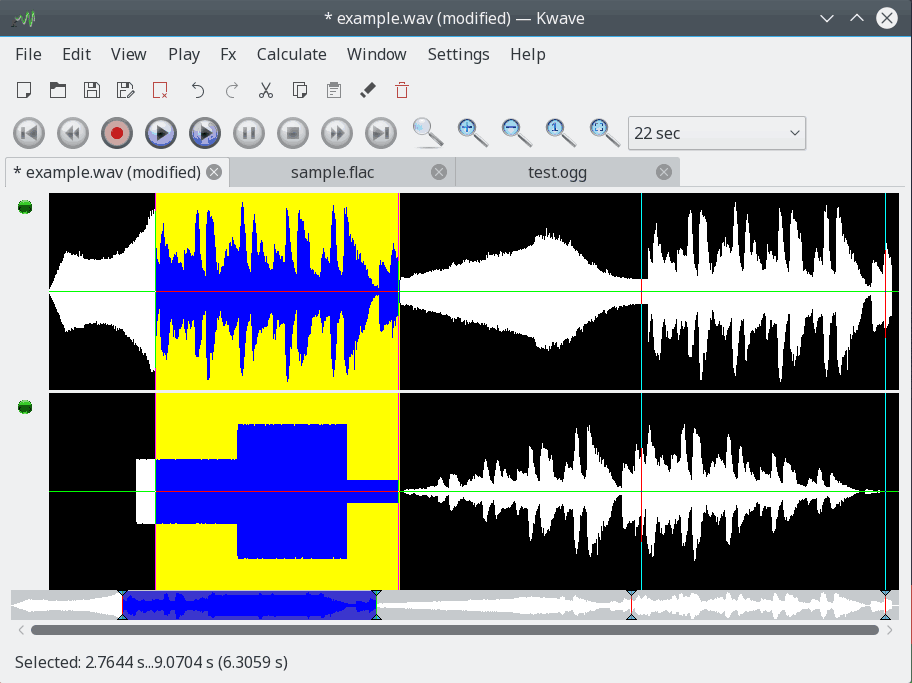 * example.wav (modified) — Kwave
File Edit View Play Fx Calculate Window Settings Help
1
22 sec
* example.wav (modified) sample.flac test.ogg
Selected: 2.7644 s...9.0704 s (6.3059 s)